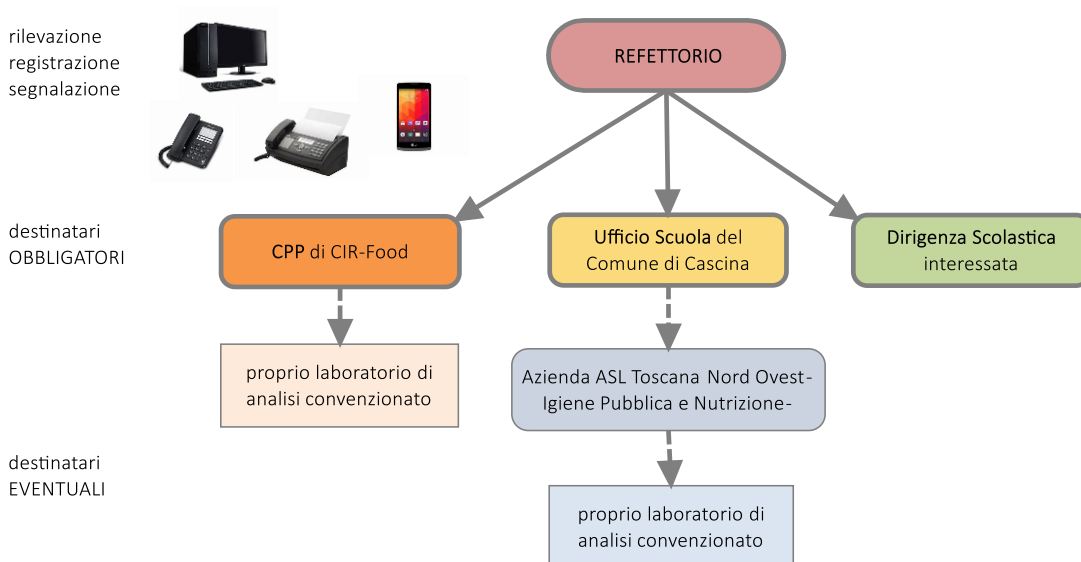 rilevazione
registrazione
segnalazione
REFETTORIO
destinatari
OBBLIGATORI
CPP di CIR-Food
Ufficio Scuola del
Comune di Cascina
Dirigenza Scolastica
interessata
proprio laboratorio di
analisi convenzionato
Azienda ASL Toscana Nord Ovest-
Igiene Pubblica e Nutrizione-
destinatari
EVENTUALI
proprio laboratorio di
analisi convenzionato